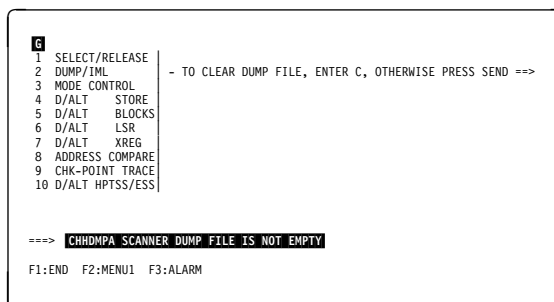 G
1 SELECT/RELEASE
2 DUMP/IML - TO CLEAR DUMP FILE, ENTER C, OTHERWISE PRESS SEND ==>
3 MODE CONTROL
4 D/ALT STORE
5 D/ALT BLOCKS
6 D/ALT LSR
7 D/ALT XREG
8 ADDRESS COMPARE
9 CHK-POINT TRACE
10 D/ALT HPTSS/ESS
===> CHHDMPA SCANNER DUMP FILE IS NOT EMPTY
F1:END F2:MENU1 F3:ALARM